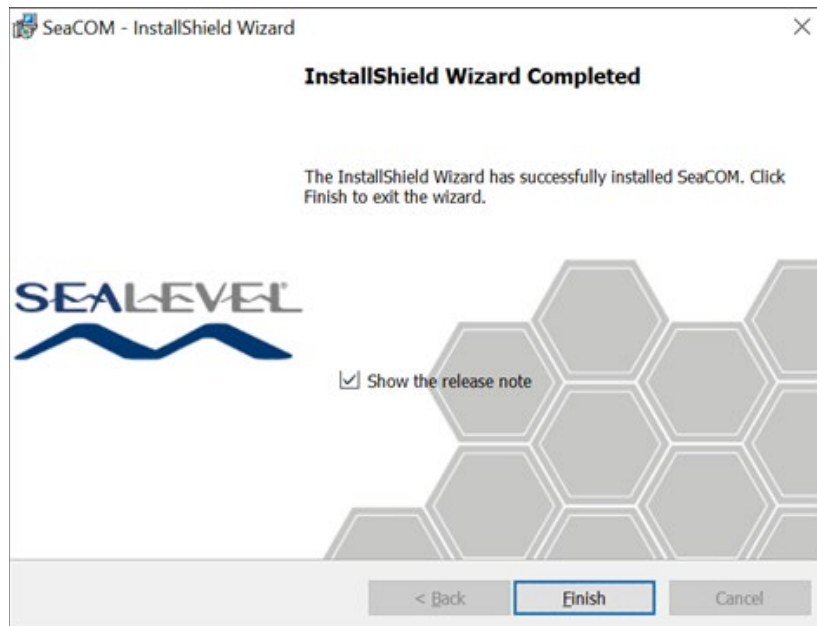 SeaCOM - InstallShield Wizard
InstallShield Wizard Completed
The InstallShield Wizard has successfully installed SeaCOM. Click
Finish to exit the wizard.
SEALEVEL®
Show the release note
< Back
Finish
Cancel